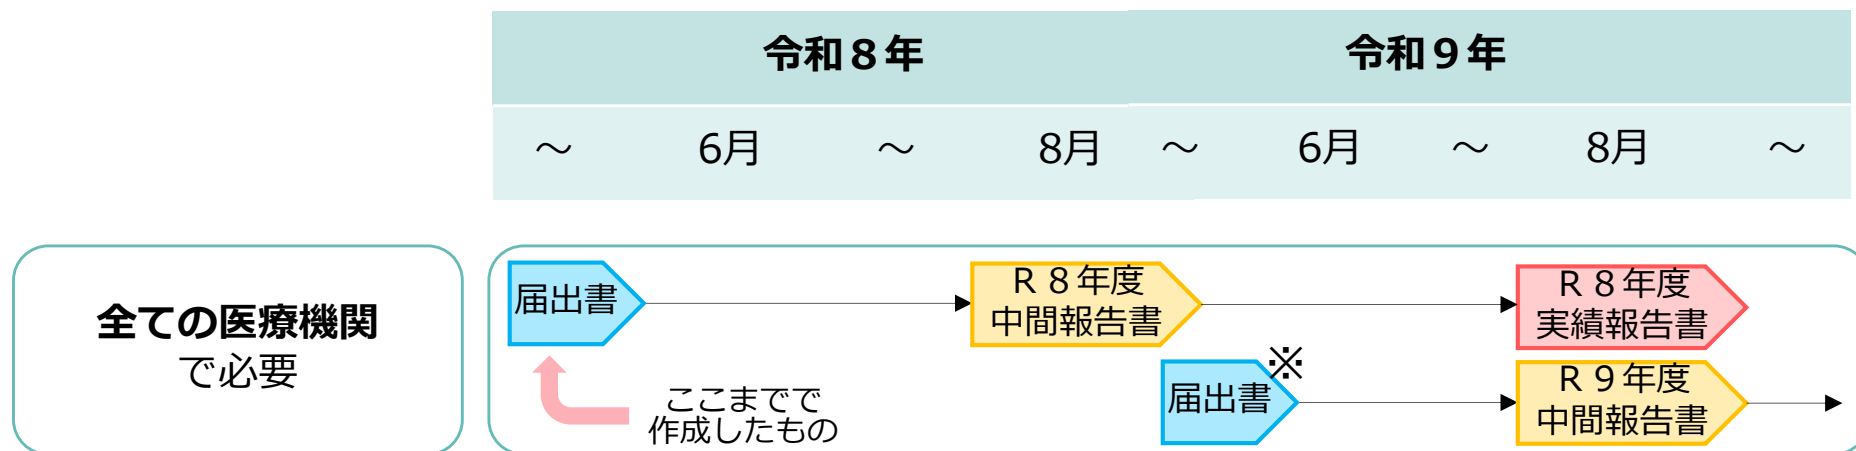 令和８年 令和９年
～ 6月 ～ 8月 ～ 6月 ～ 8月 ～
全ての医療機関
で必要
届出書
Ｒ８年度
中間報告書
Ｒ８年度
実績報告書
ここまでで
作成したもの
届出書
※
Ｒ９年度
中間報告書